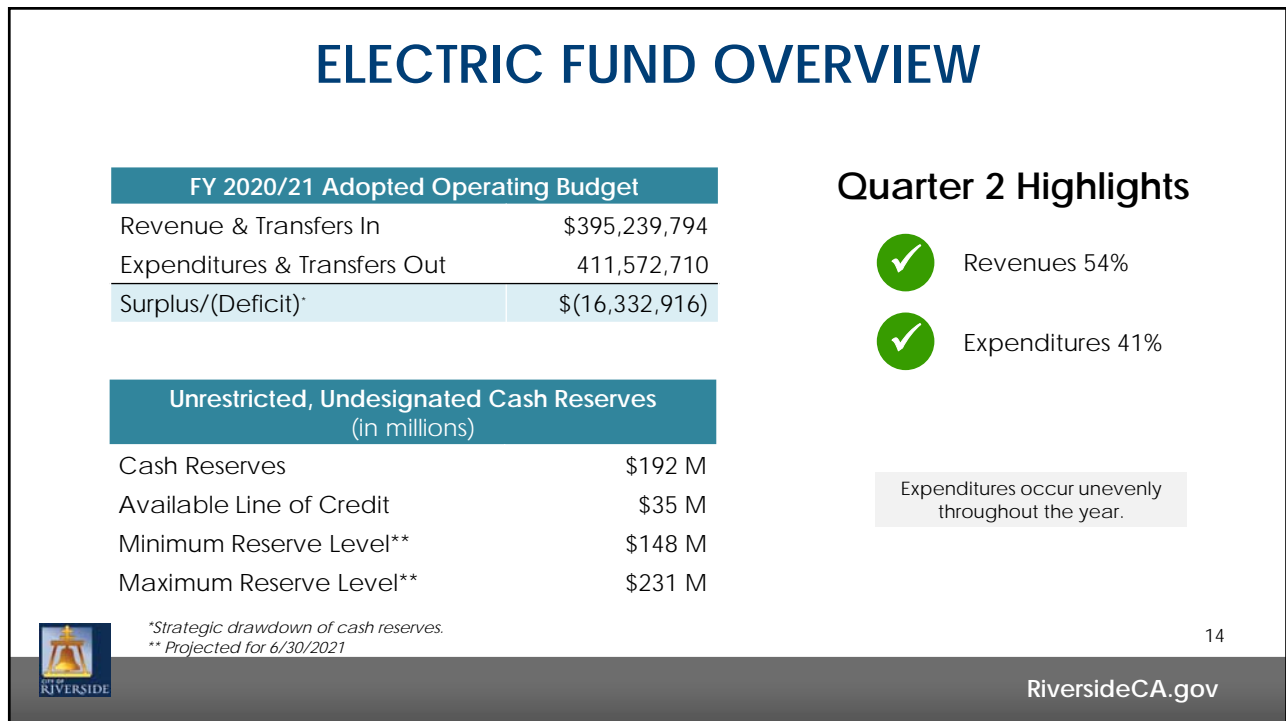 ELECTRIC FUND OVERVIEW
FY 2020/21 Adopted Operating Budget
Revenue & Transfers In $395,239,794
Expenditures & Transfers Out 411,572,710
Surplus/(Deficit)* $(16,332,916)
Unrestricted, Undesignated Cash Reserves
(in millions)
Cash Reserves $192 M
Available Line of Credit $35 M
Minimum Reserve Level** $148 M
Maximum Reserve Level** $231 M
Quarter 2 Highlights
Revenues 54%
Expenditures 41%
Expenditures occur unevenly
throughout the year.
*Strategic drawdown of cash reserves.
** Projected for 6/30/2021
14
CITY OF
RIVERSIDE
RiversideCA.gov